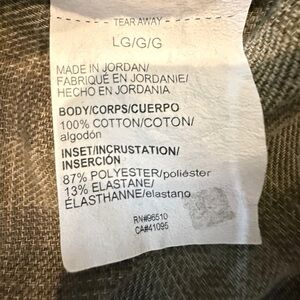 TEAR AWAY
LG/G/G
MADE IN JORDAN/
FABRIQUÉ EN JORDANIE/
HECHO EN JORDANIA
BODY/CORPS/CUERPO
100% COTTON/COTON/
algodón
INSET/INCRUSTATION/
INSERCIÓN
87% POLYESTER/poliéster
13% ELASTANE/
ÉLASTHANNE/elastano
RN#96510
CA#41095